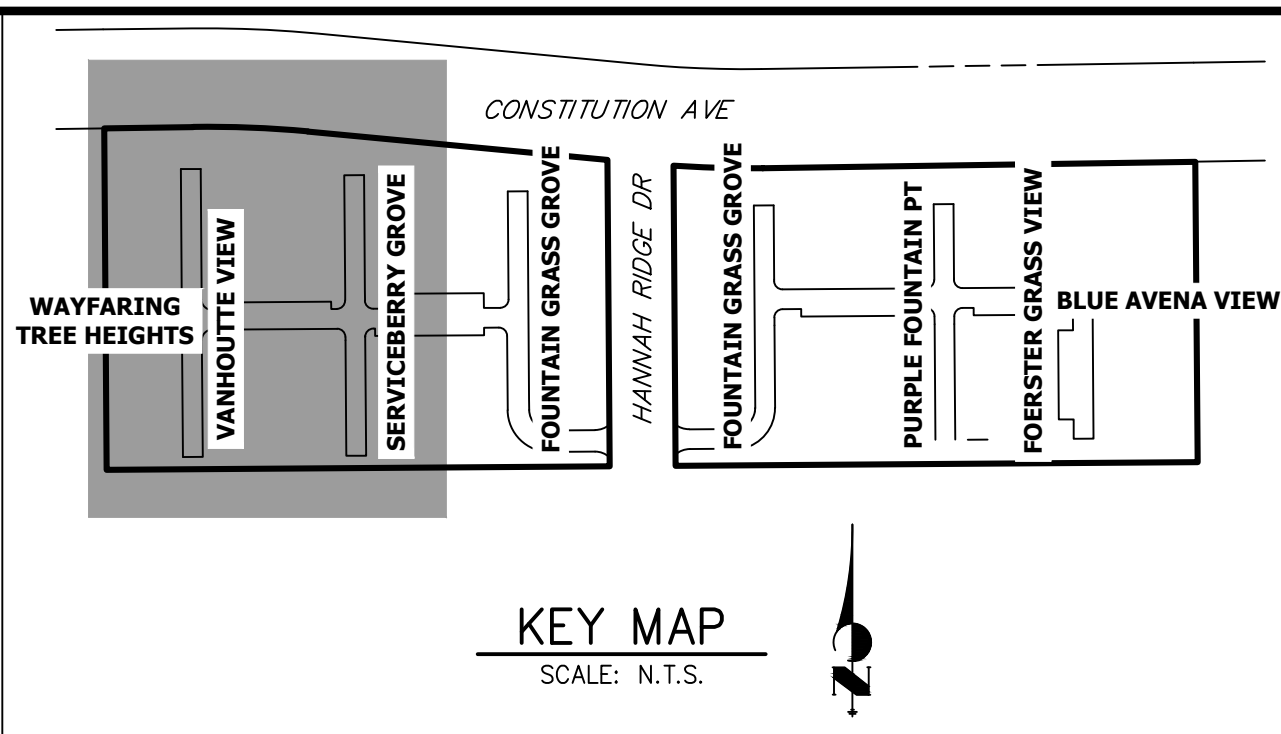 CONSTITUTION AVE
WAYFARING
TREE HEIGHTS
VANHOUTTE VIEW
SERVICEBERRY GROVE
FOUNTAIN GRASS GROVE
HANNAH RIDGE DR
FOUNTAIN GRASS GROVE
PURPLE FOUNTAIN PT
FOERSTER GRASS VIEW
BLUE AVENA VIEW
KEY MAP
SCALE: N.T.S.
N